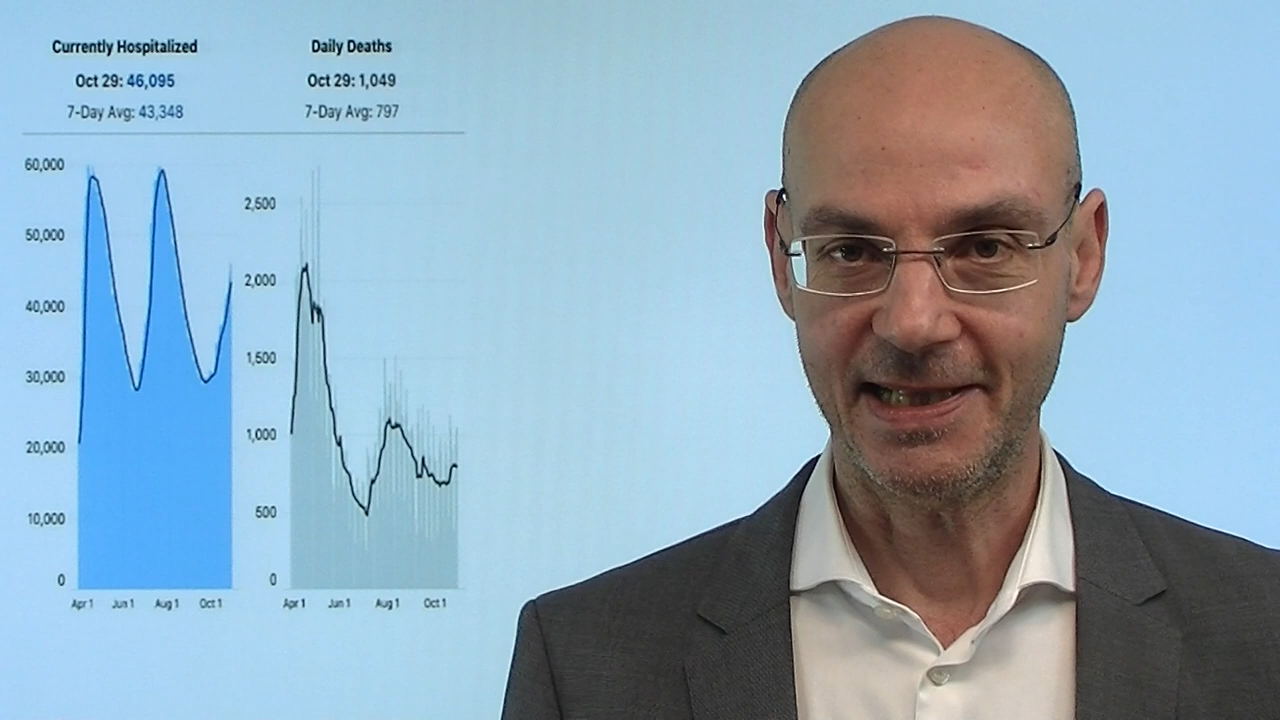 Currently Hospitalized
Oct 29: 46,095
7-Day Avg: 43,348
60,000
50,000
40,000
30,000
20,000
10,000
0
Apr 1 Jun 1 Aug 1 Oct 1
Daily Deaths
Oct 29: 1,049
7-Day Avg: 797
2,500
2,000
1,500
1,000
500
0
Apr 1 Jun 1 Aug 1 Oct 1